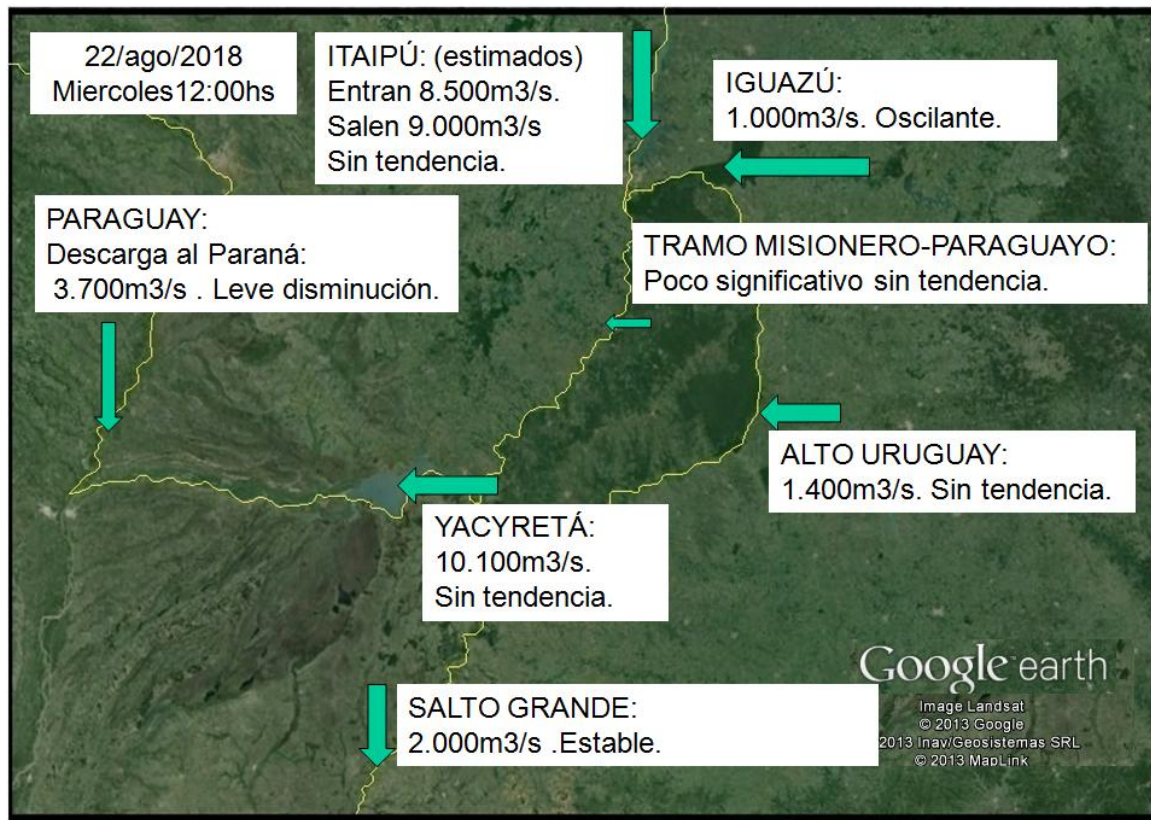 22/ago/2018
Miercoles12:00hs
ITAIPÚ: (estimados)
Entran 8.500m3/s.
Salen 9.000m3/s
Sin tendencia.
IGUAZÚ:
1.000m3/s. Oscilante.
PARAGUAY:
Descarga al Paraná:
3.700m3/s . Leve disminución.
TRAMO MISIONERO-PARAGUAYO:
Poco significativo sin tendencia.
ALTO URUGUAY:
1.400m3/s. Sin tendencia.
YACYRETÁ:
10.100m3/s.
Sin tendencia.
SALTO GRANDE:
2.000m3/s .Estable.
Google earth
Image Landsat
© 2013 Google
2013 Inav/Geosistemas SRL
© 2013 MapLink